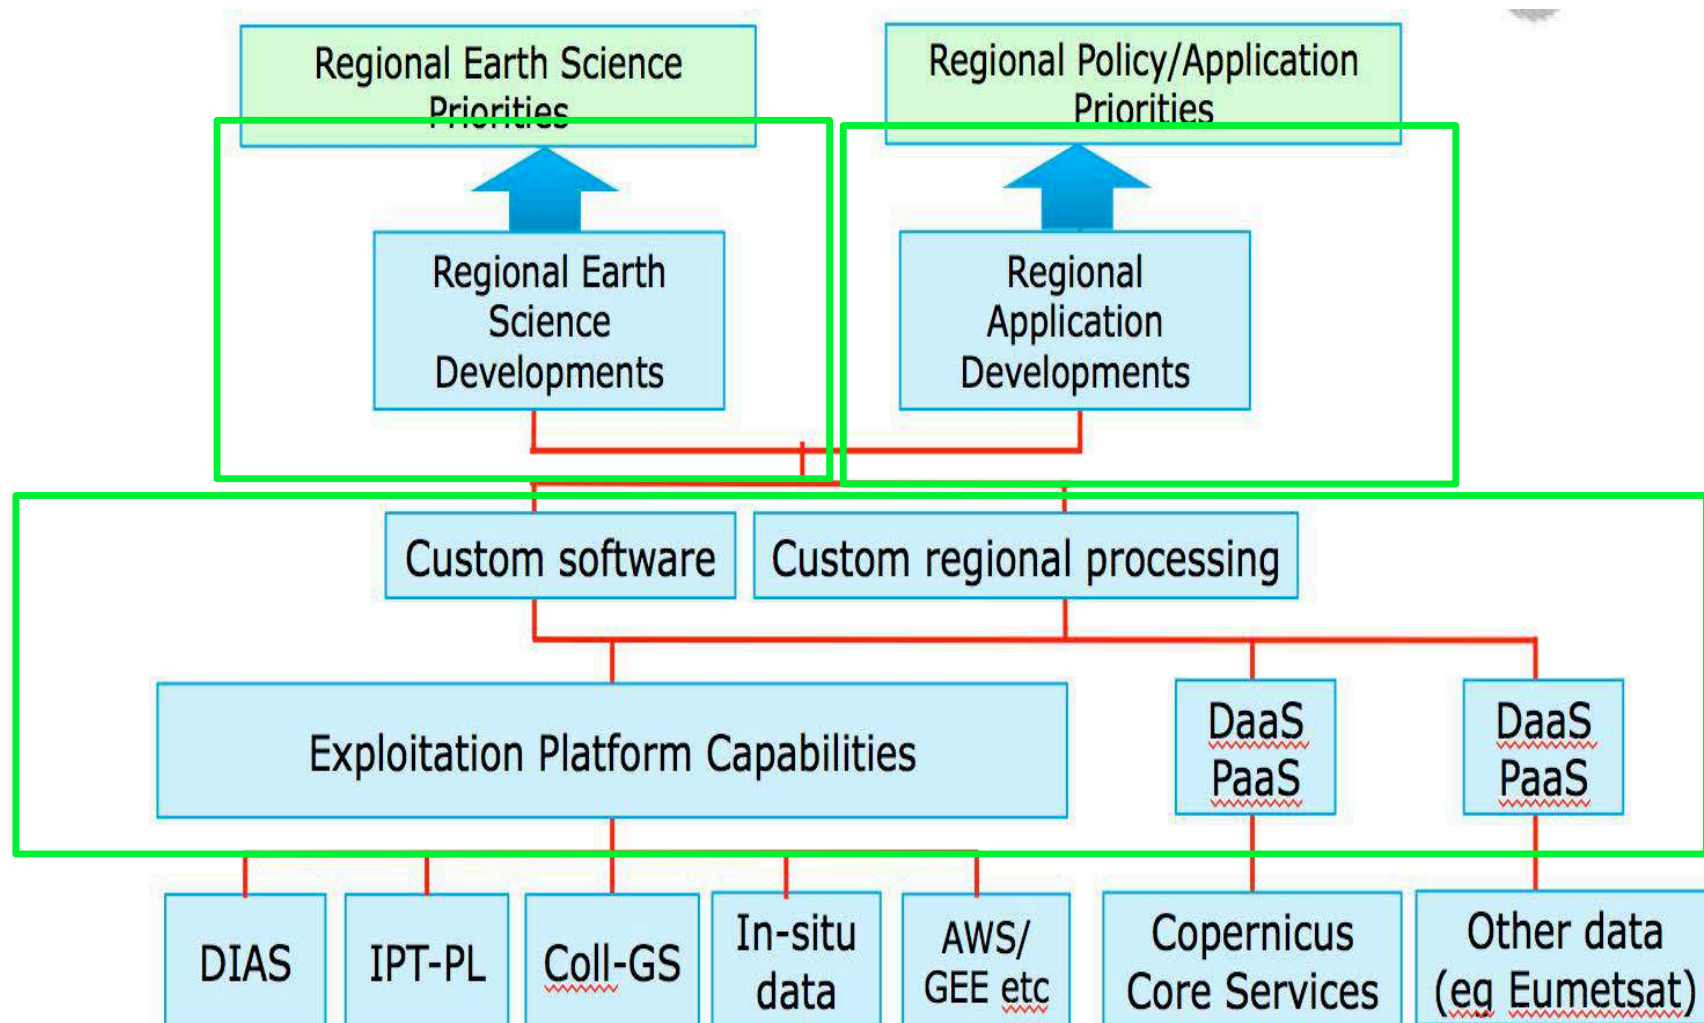 Regional Earth Science
Priorities
Regional Policy/Application
Priorities
Regional Earth
Science
Developments
Regional
Application
Developments
Custom software
Custom regional processing
Exploitation Platform Capabilities
DaaS
PaaS
DaaS
PaaS
DIAS
IPT-PL
Coll-GS
In-situ
data
AWS/
GEE etc
Copernicus
Core Services
Other data
(eg Eumetsat)